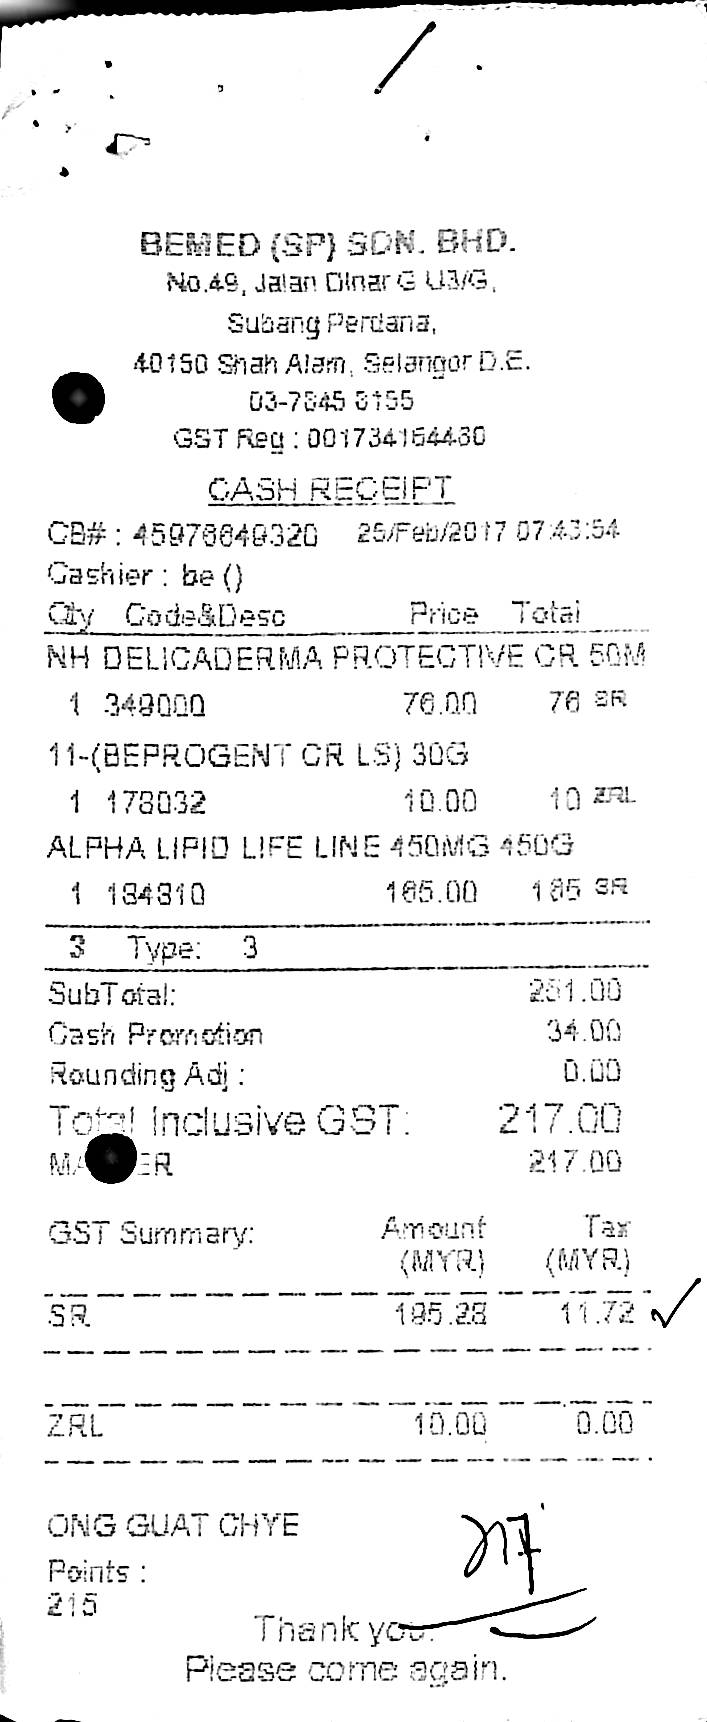 BEMED (SP) SDN. BHD.
No.49, Jalan Dinar G U3/G,
Subang Perdana,
40150 Shah Alam, Selangor D.E.
03-7845
GST Reg :
CASH RECEIPT
CB# : 25/Feb/2017 07:43:54
Cashier : be ()
Qty Code&Desc Price Total
NH DELICADERMA PROTECTIVE CR 50M
1 349000 76.00 76 SR
11-(BEPROGENT CR LS) 30G
1 178032 10.00 10 ZRL
ALPHA LIPID LIFE LINE 450MG 450G
1 184810 165.00 165 SR
3 Type: 3
SubTotal: 251.00
Cash Promotion 34.00
Rounding Adj : 0.00
Total Inclusive GST: 217.00
217.00
GST Summary: Amount Tax
(MYR) (MYR)
SR 195.28 11.72
ZRL 10.00 0.00
ONG GUAT CHYE
217
Points :
215
Thank you.
Please come again.